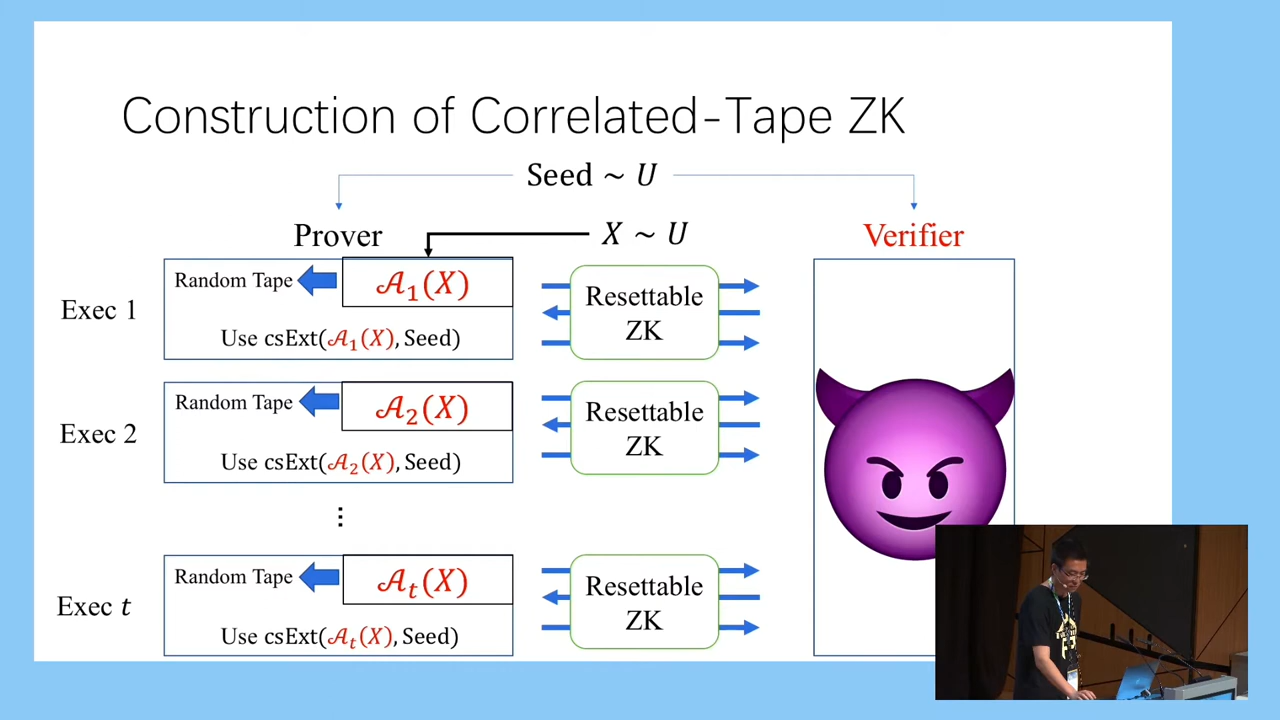 Construction of Correlated-Tape ZK
Seed ~ U
Prover
X ~ U
Verifier
Exec 1
Random Tape
𝒜₁(X)
Use csExt(𝒜₁(X), Seed)
Resettable
ZK
Exec 2
Random Tape
𝒜₂(X)
Use csExt(𝒜₂(X), Seed)
Resettable
ZK
⋮
Exec t
Random Tape
𝒜ₜ(X)
Use csExt(𝒜ₜ(X), Seed)
Resettable
ZK